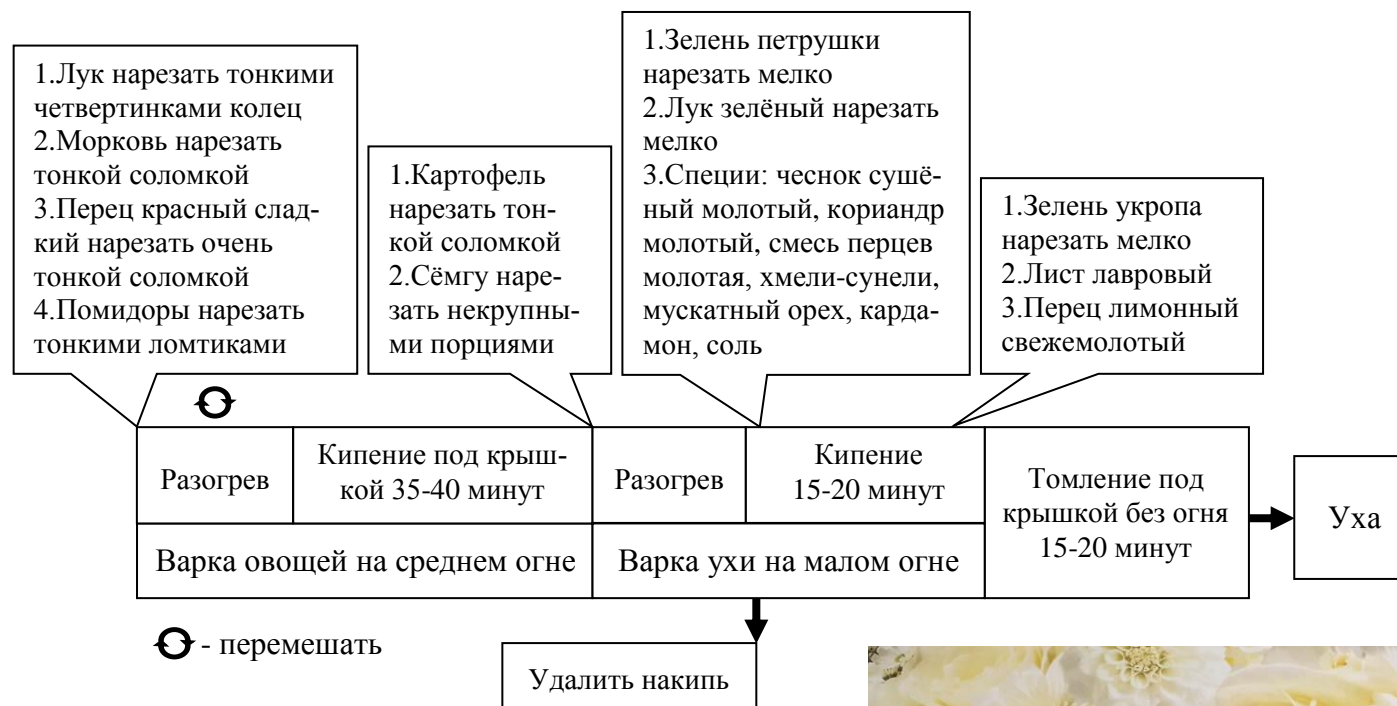 1.Лук нарезать тонкими
четвертинками колец
2.Морковь нарезать
тонкой соломкой
3.Перец красный слад-
кий нарезать очень
тонкой соломкой
4.Помидоры нарезать
тонкими ломтиками
1.Картофель
нарезать тон-
кой соломкой
2.Сёмгу наре-
зать некрупны-
ми порциями
1.Зелень петрушки
нарезать мелко
2.Лук зелёный нарезать
мелко
3.Специи: чеснок сушё-
ный молотый, кориандр
молотый, смесь перцев
молотая, хмели-сунели,
мускатный орех, карда-
мон, соль
1.Зелень укропа
нарезать мелко
2.Лист лавровый
3.Перец лимонный
свежемолотый
Разогрев
Кипение под крыш-
кой 35-40 минут
Разогрев
Кипение
15-20 минут
Томление под
крышкой без огня
15-20 минут
Уха
Варка овощей на среднем огне
Варка ухи на малом огне
- перемешать
Удалить накипь